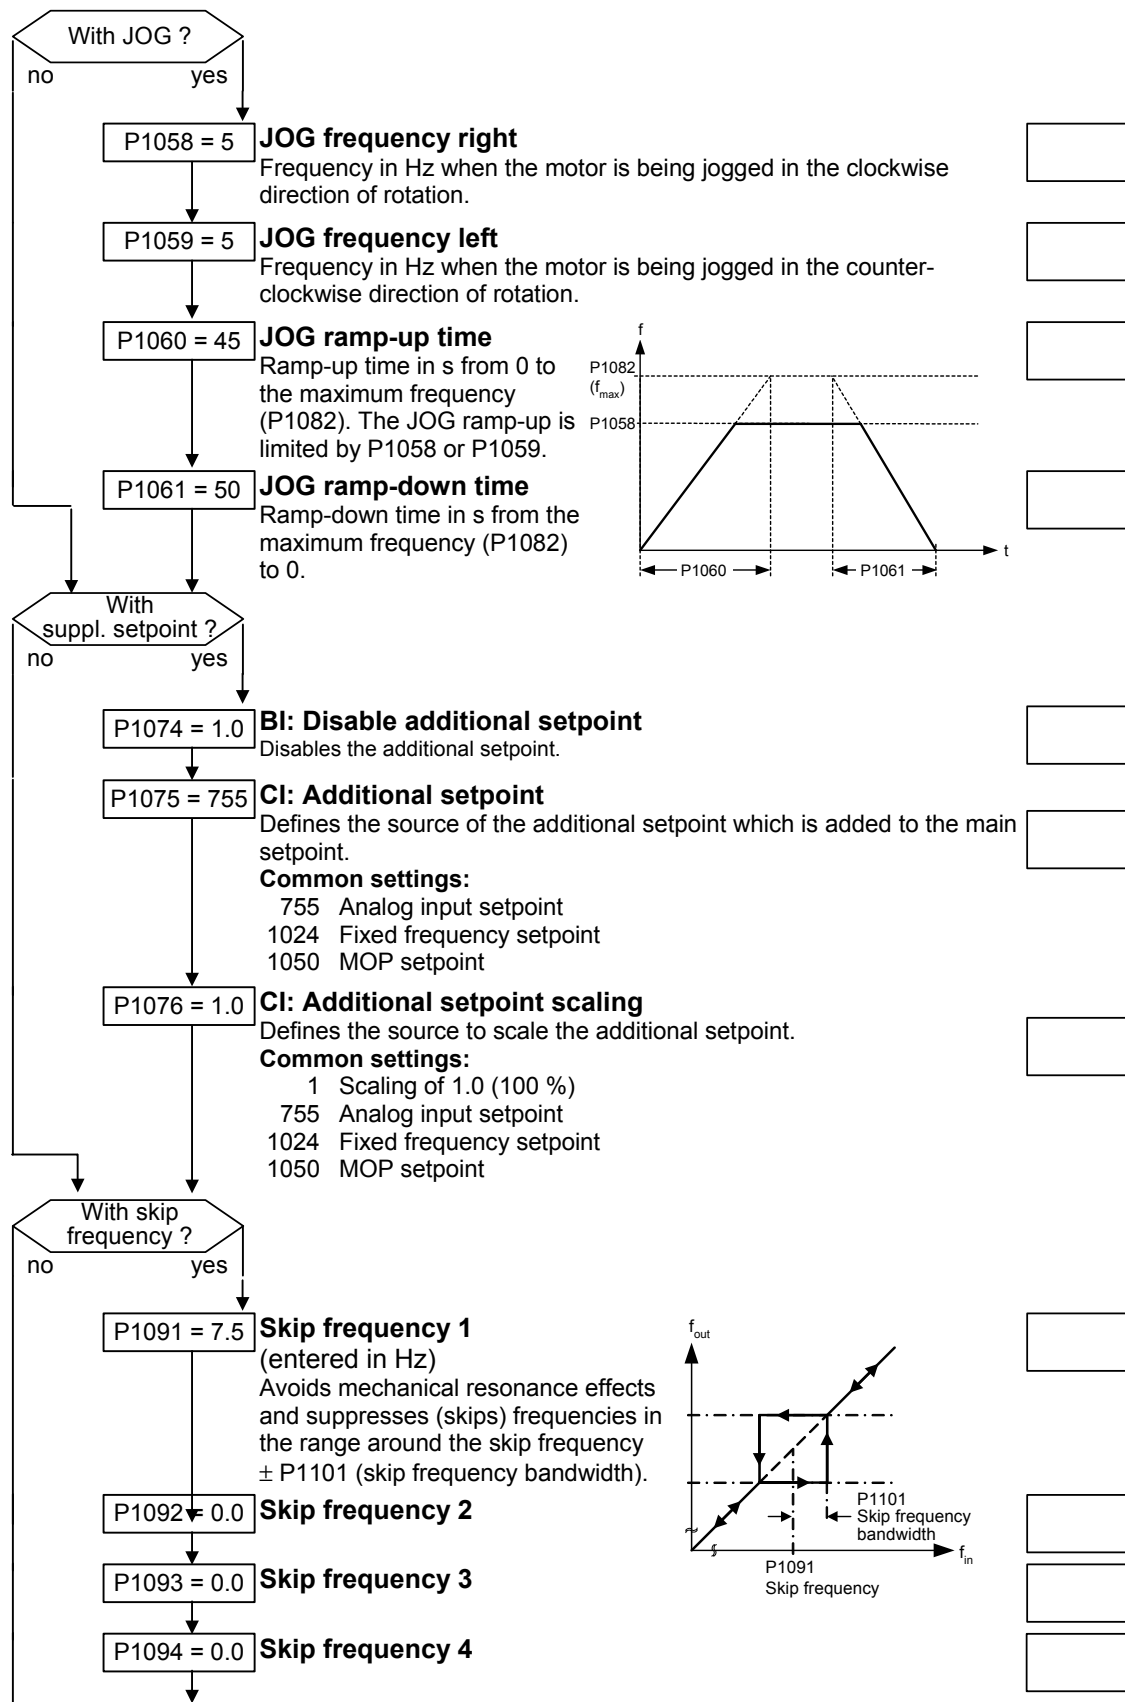 With JOG ?
no yes
P1058 = 5
JOG frequency right
Frequency in Hz when the motor is being jogged in the clockwise
direction of rotation.
P1059 = 5
JOG frequency left
Frequency in Hz when the motor is being jogged in the counter-
clockwise direction of rotation.
P1060 = 45
JOG ramp-up time
Ramp-up time in s from 0 to
the maximum frequency
(P1082). The JOG ramp-up is
limited by P1058 or P1059.
f
P1082
(fmax)
P1058
t
P1060
P1061
P1061 = 50
JOG ramp-down time
Ramp-down time in s from the
maximum frequency (P1082)
to 0.
With
suppl. setpoint ?
no yes
P1074 = 1.0
BI: Disable additional setpoint
Disables the additional setpoint.
P1075 = 755
CI: Additional setpoint
Defines the source of the additional setpoint which is added to the main
setpoint.
Common settings:
755 Analog input setpoint
1024 Fixed frequency setpoint
1050 MOP setpoint
P1076 = 1.0
CI: Additional setpoint scaling
Defines the source to scale the additional setpoint.
Common settings:
1 Scaling of 1.0 (100 %)
755 Analog input setpoint
1024 Fixed frequency setpoint
1050 MOP setpoint
With skip
frequency ?
no yes
P1091 = 7.5
Skip frequency 1
(entered in Hz)
Avoids mechanical resonance effects
and suppresses (skips) frequencies in
the range around the skip frequency
± P1101 (skip frequency bandwidth).
fout
P1101
Skip frequency
bandwidth
fin
P1091
Skip frequency
P1092 = 0.0
Skip frequency 2
P1093 = 0.0
Skip frequency 3
P1094 = 0.0
Skip frequency 4